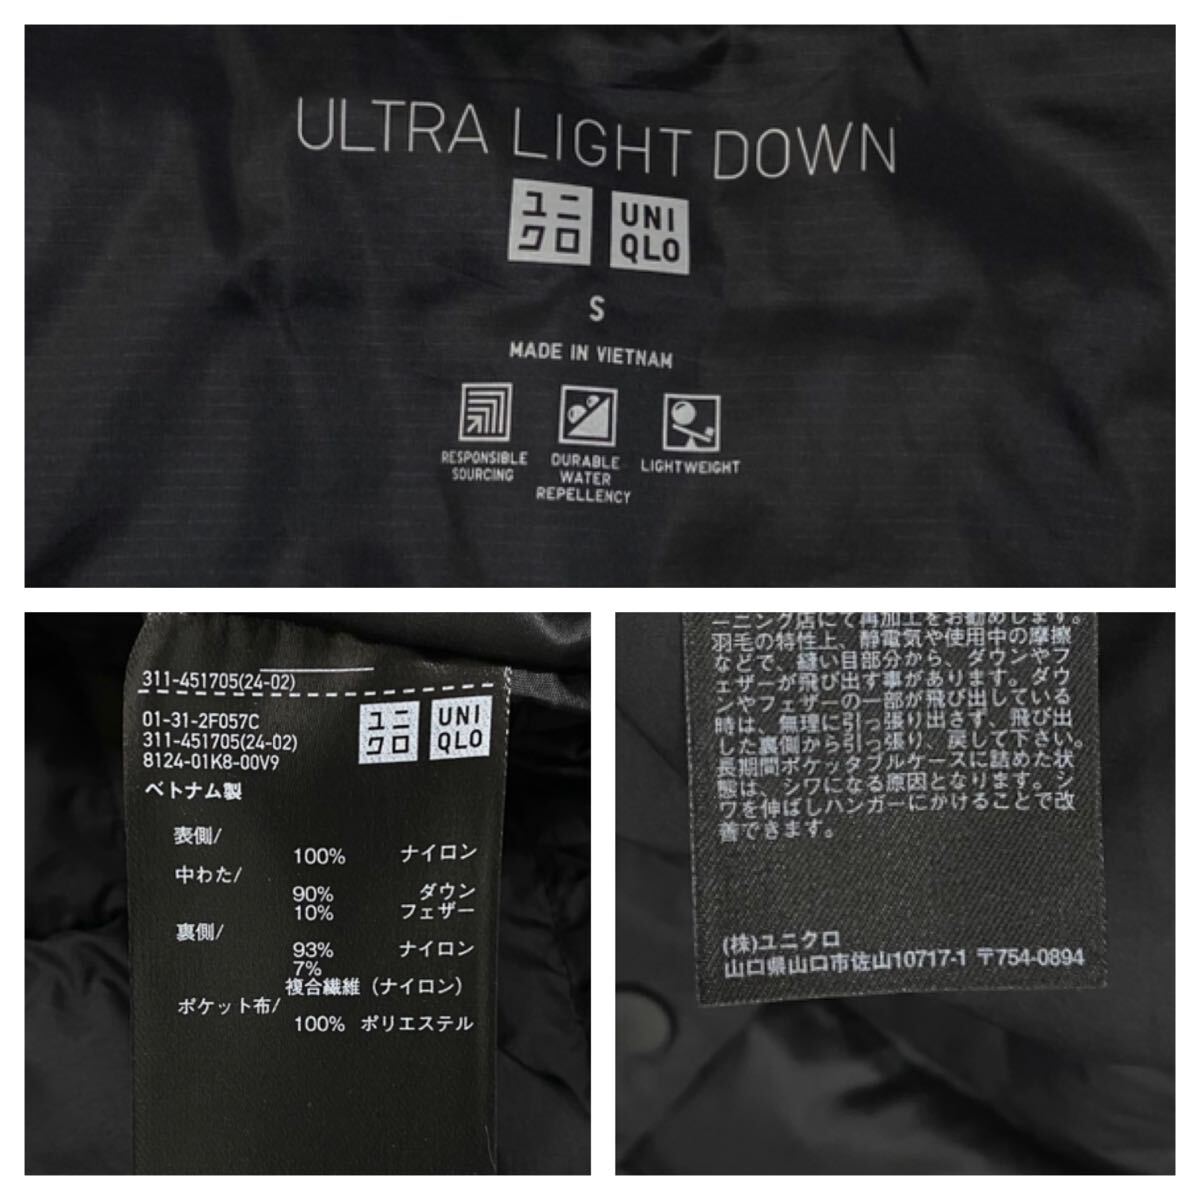 ULTRA LIGHT DOWN
ユニ
クロ
UNI
QLO
S
MADE IN VIETNAM
RESPONSIBLE
SOURCING
DURABLE
WATER
REPELLENCY
LIGHTWEIGHT
311-451705(24-02)
01-31-2F057C
311-451705(24-02)
8124-01K8-00V9
ユニ
クロ
UNI
QLO
ベトナム製
表側/
100% ナイロン
中わた/
90% ダウン
10% フェザー
裏側/
93% ナイロン
7%
複合繊維(ナイロン)
ポケット布/
100% ポリエステル
ーニング店にて再加工をお勧めします。
羽毛の特性上、静電気や使用中の摩擦
などで、縫い目部分から、ダウンやフ
ェザーが飛び出す事があります。ダウ
ンやフェザーの一部が飛び出している
時は、無理に引っ張り出さず、飛び出
した裏側から引っ張り、戻して下さい。
長期間ポケッタブルケースに詰めた状
態は、シワになる原因となります。シ
ワを伸ばしハンガーにかけることで改
善できます。
(株)ユニクロ
山口県山口市佐山10717-1 〒754-0894